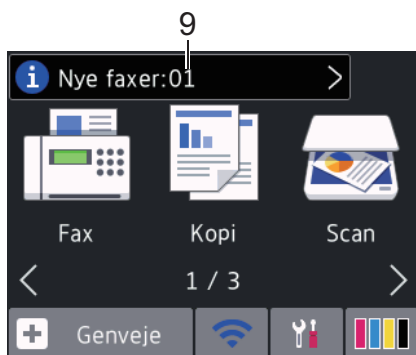 9
Nye faxer:01
Fax Kopi Scan
1 / 3
Genveje